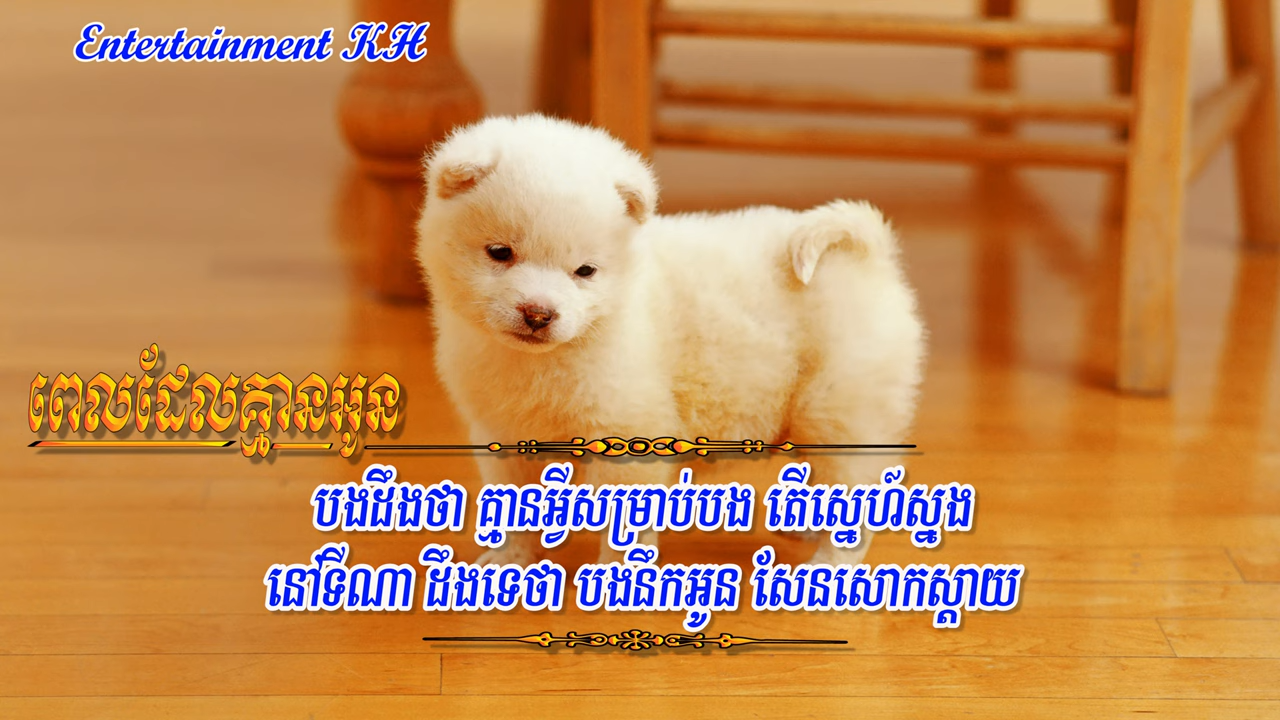 Entertainment KH
ពេលដែលគ្មានអូន
បងដឹងថា គ្មានអ្វីសម្រាប់បង តើស្នេហ៍ស្នង
នៅទីណា ដឹងទេថា បងនឹកអូន សែនសោកស្ដាយ